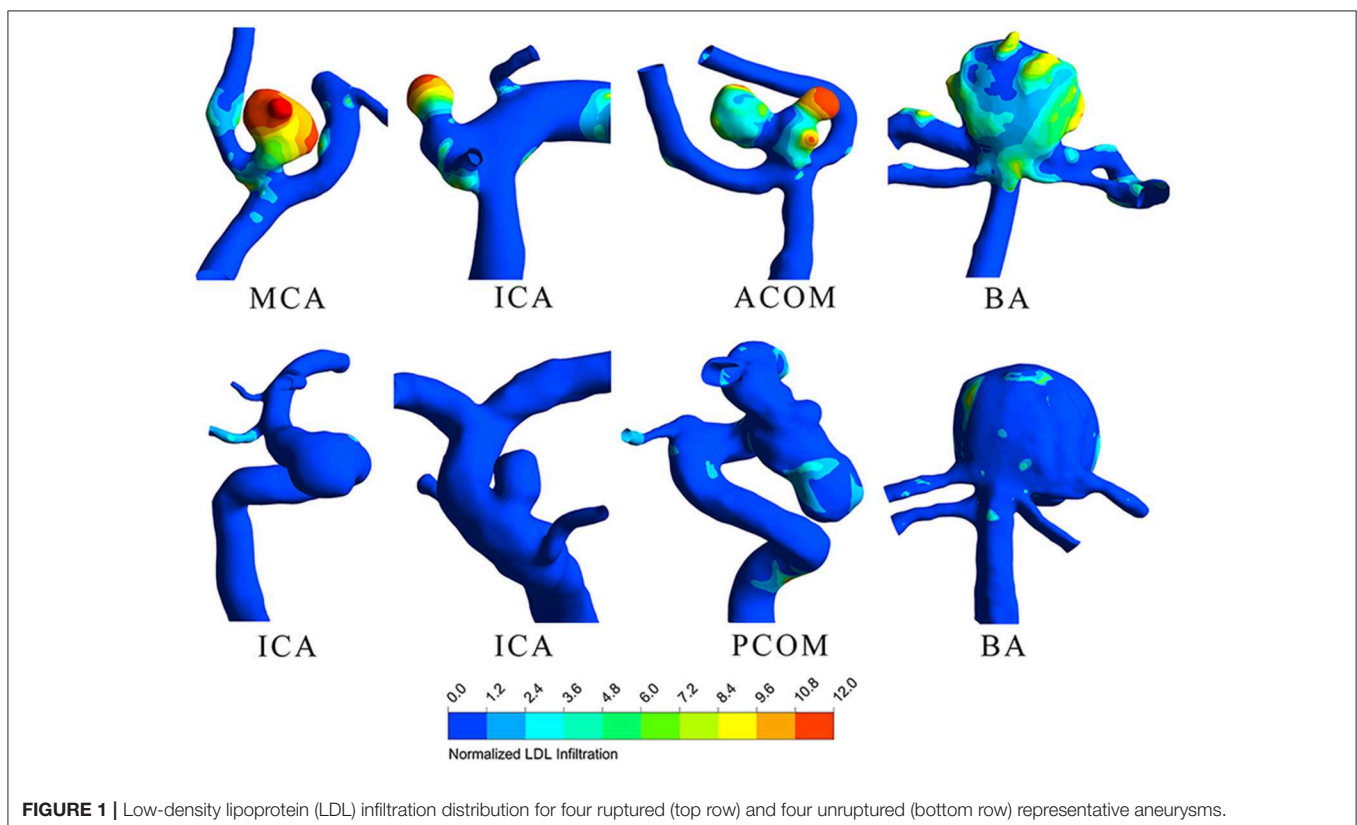 MCA ICA ACOM BA
ICA ICA PCOM BA
0.0 1.2 2.4 3.6 4.8 6.0 7.2 8.4 9.6 10.8 12.0
Normalized LDL Infiltration
FIGURE 1 | Low-density lipoprotein (LDL) infiltration distribution for four ruptured (top row) and four unruptured (bottom row) representative aneurysms.